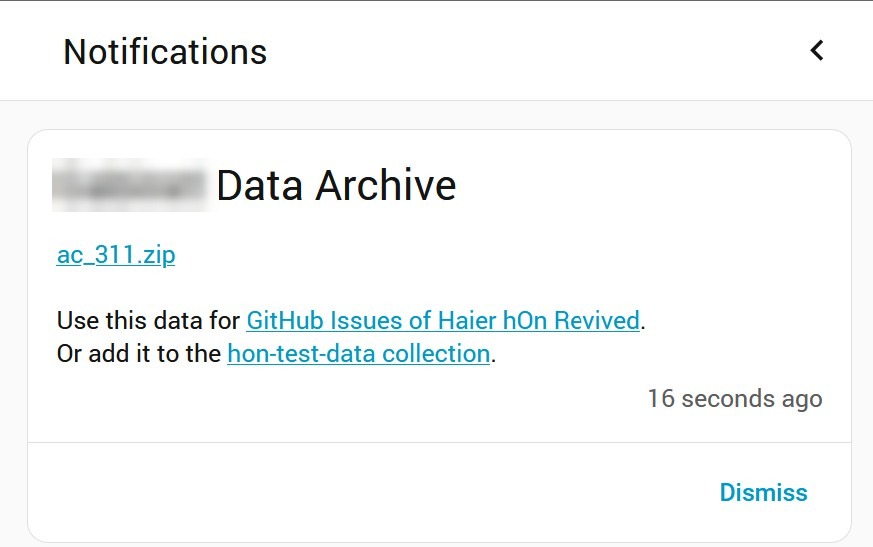 Notifications
Data Archive
ac_311.zip
Use this data for GitHub Issues of Haier hOn Revived.
Or add it to the hon-test-data collection.
16 seconds ago
Dismiss